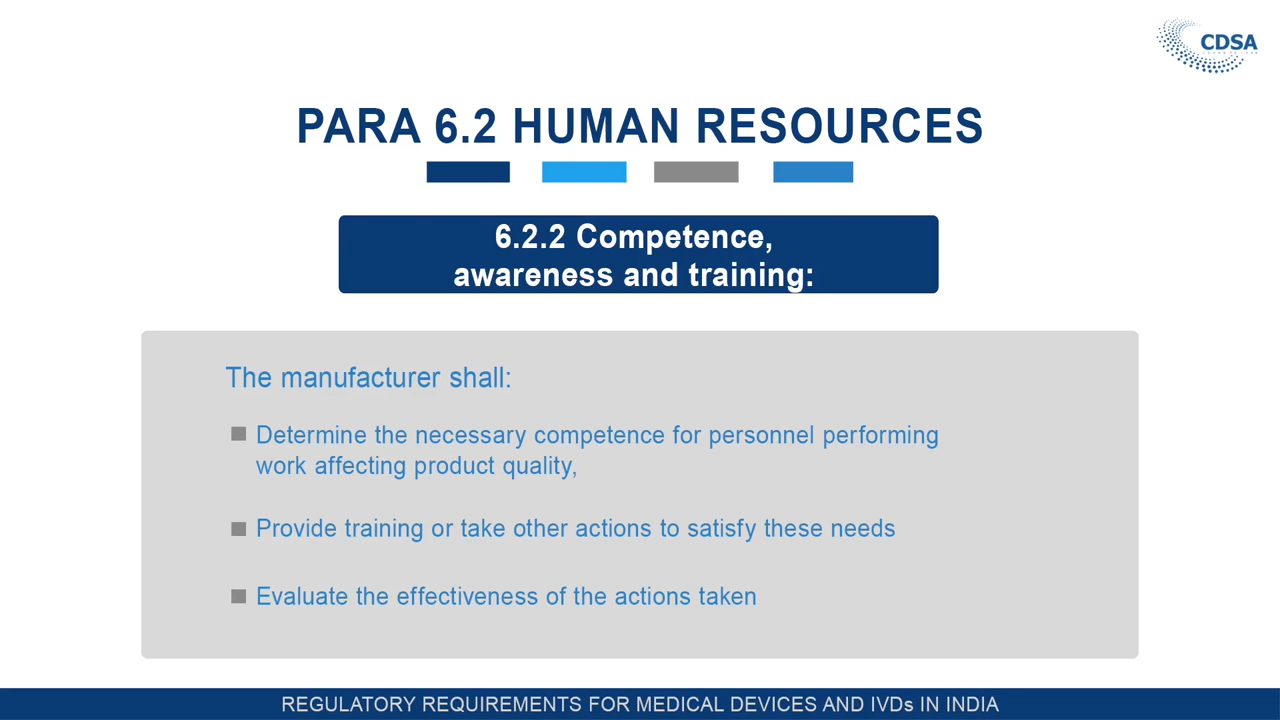 CDSA
PARA 6.2 HUMAN RESOURCES
6.2.2 Competence,
awareness and training:
The manufacturer shall:
Determine the necessary competence for personnel performing
work affecting product quality,
Provide training or take other actions to satisfy these needs
Evaluate the effectiveness of the actions taken
REGULATORY REQUIREMENTS FOR MEDICAL DEVICES AND IVDs IN INDIA